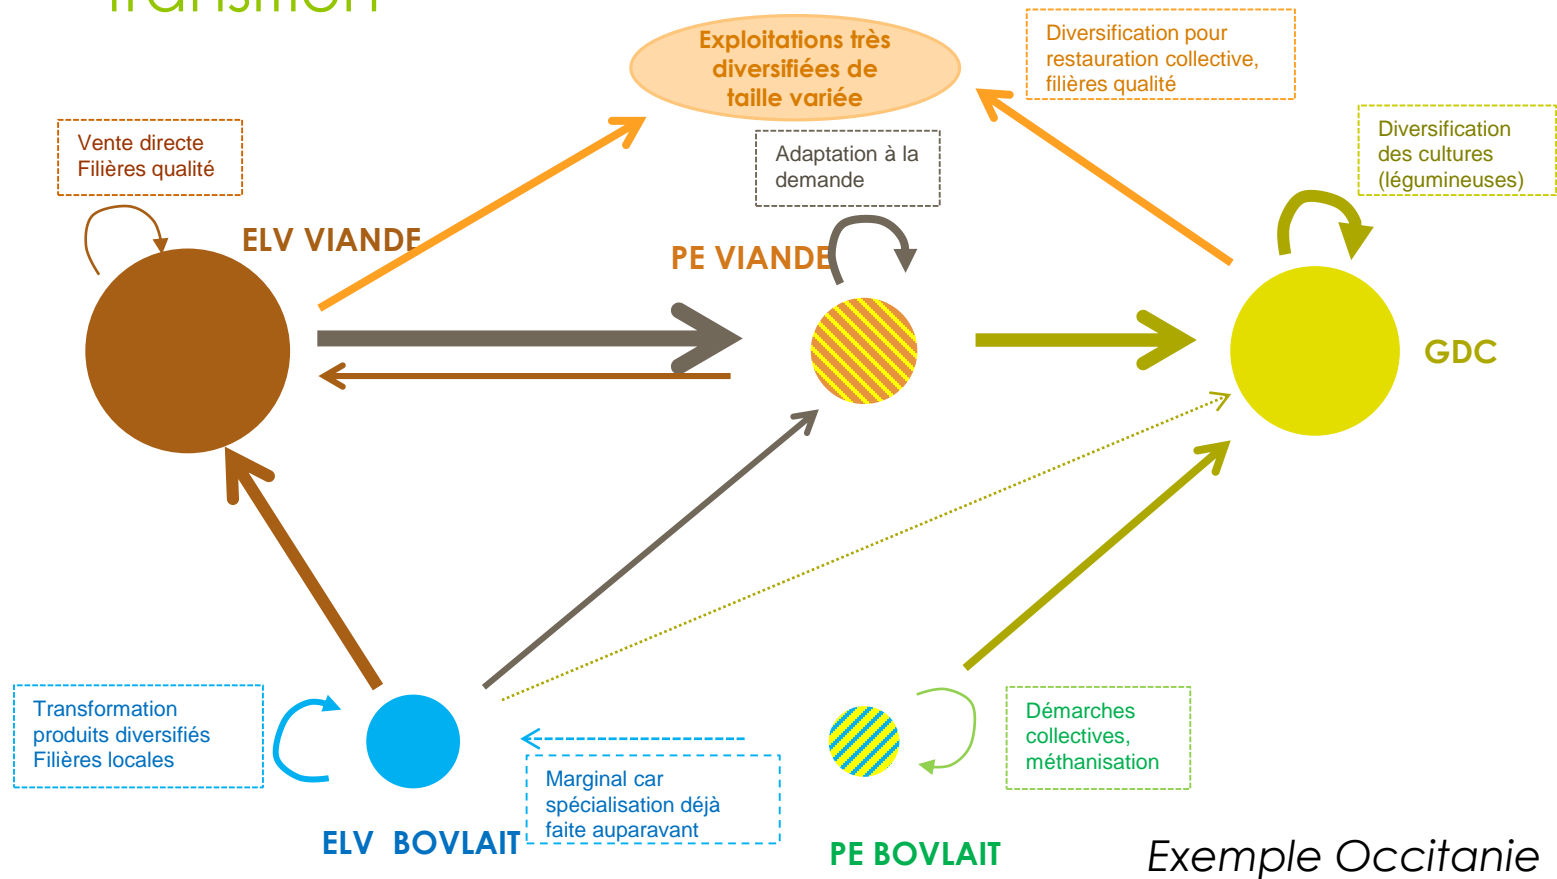 Transition
Exploitations très
diversifiées de
taille variée
Diversification pour
restauration collective,
filières qualité
Vente directe
Filières qualité
Adaptation à la
demande
Diversification
des cultures
(légumineuses)
ELV VIANDE
PE VIANDE
GDC
Transformation
produits diversifiés
Filières locales
Marginal car
spécialisation déjà
faite auparavant
Démarches
collectives,
méthanisation
ELV BOVLAIT
PE BOVLAIT
Exemple Occitanie